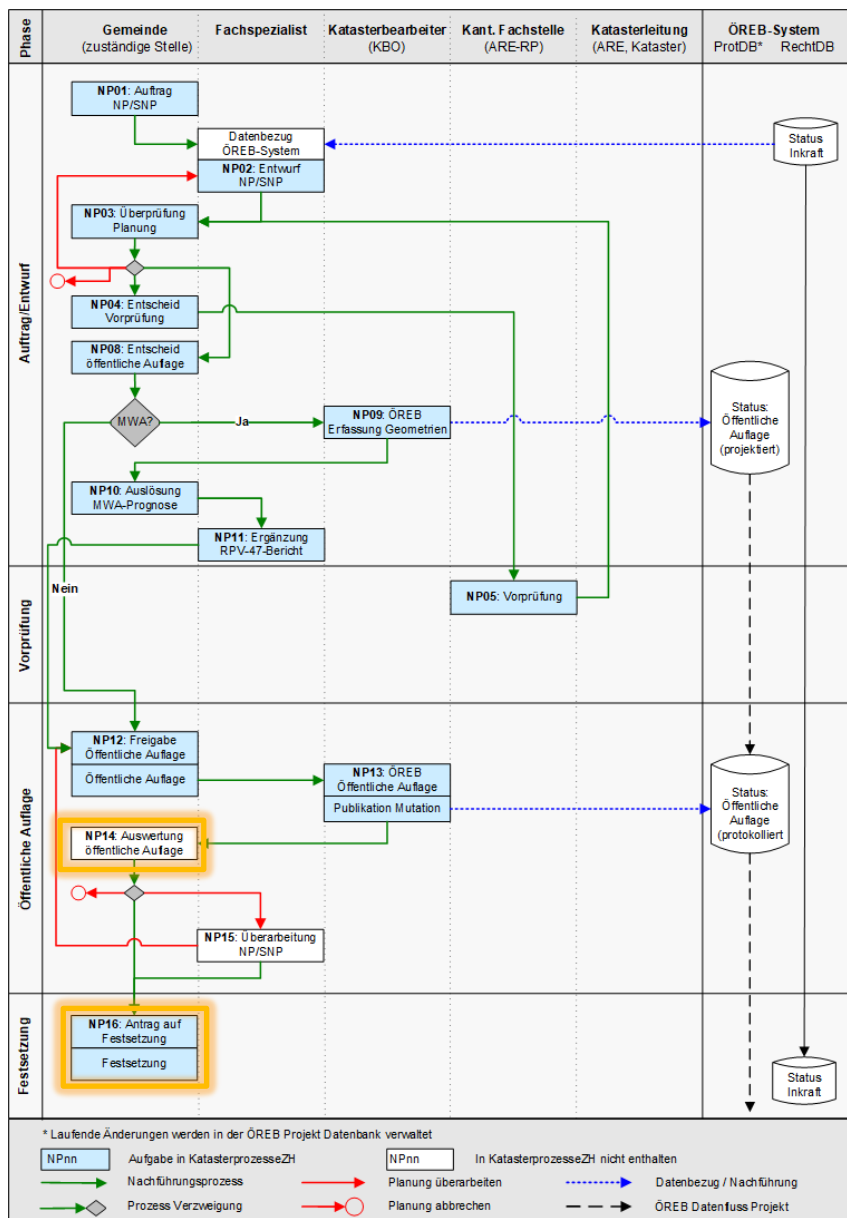 Phase
Gemeinde
(zuständige Stelle)
Fachspezialist
Katasterbearbeiter
(KBO)
Kant. Fachstelle
(ARE-RP)
Katasterleitung
(ARE, Kataster)
ÖREB-System
ProtDB* RechtDB
Auftrag/Entwurf
NP01: Auftrag
NP/SNP
Datenbezug
ÖREB-System
Status
Inkraft
NP02: Entwurf
NP/SNP
NP03: Überprüfung
Planung
NP04: Entscheid
Vorprüfung
NP08: Entscheid
öffentliche Auflage
MWA?
Ja
NP09: ÖREB
Erfassung Geometrien
Status:
Öffentliche
Auflage
(projektiert)
NP10: Auslösung
MWA-Prognose
NP11: Ergänzung
RPV-47-Bericht
Nein
Vorprüfung
NP05: Vorprüfung
Öffentliche Auflage
NP12: Freigabe
Öffentliche Auflage
Öffentliche Auflage
NP13: ÖREB
Öffentliche Auflage
Publikation Mutation
Status:
Öffentliche
Auflage
(protokolliert
NP14: Auswertung
öffentliche Auflage
NP15: Überarbeitung
NP/SNP
Festsetzung
NP16: Antrag auf
Festsetzung
Festsetzung
Status
Inkraft
* Laufende Änderungen werden in der ÖREB Projekt Datenbank verwaltet
NPnn Aufgabe in KatasterprozesseZH
NPnn In KatasterprozesseZH nicht enthalten
Nachführungsprozess
Planung überarbeiten
Datenbezug / Nachführung
Prozess Verzweigung
Planung abbrechen
ÖREB Datenfuss Projekt